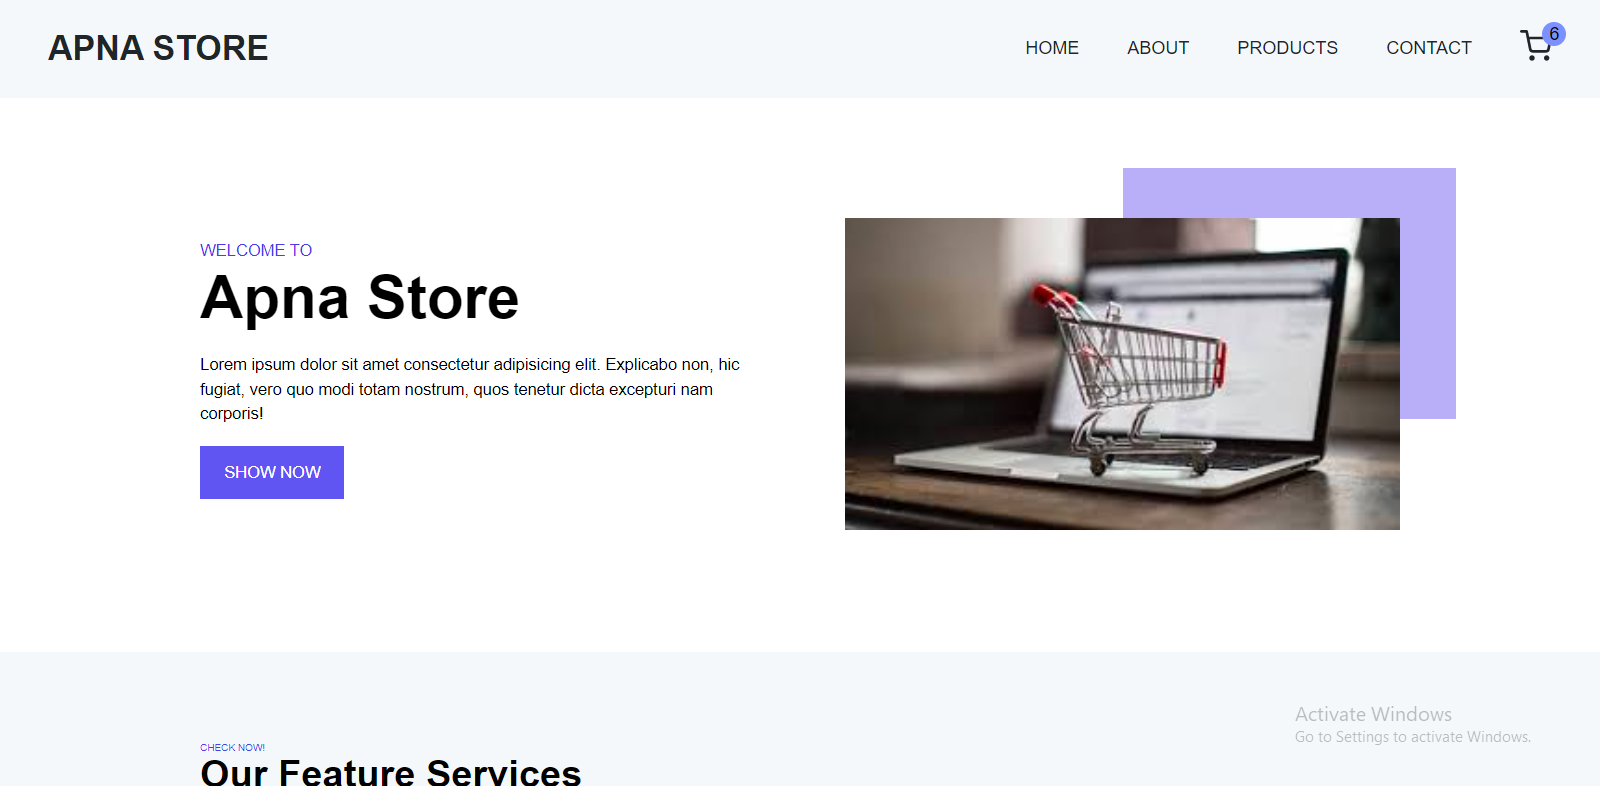 APNA STORE
HOME ABOUT PRODUCTS CONTACT 6
WELCOME TO
Apna Store
Lorem ipsum dolor sit amet consectetur adipisicing elit. Explicabo non, hic
fugiat, vero quo modi totam nostrum, quos tenetur dicta excepturi nam
corporis!
SHOW NOW
Activate Windows
Go to Settings to activate Windows.
CHECK NOW!
Our Feature Services